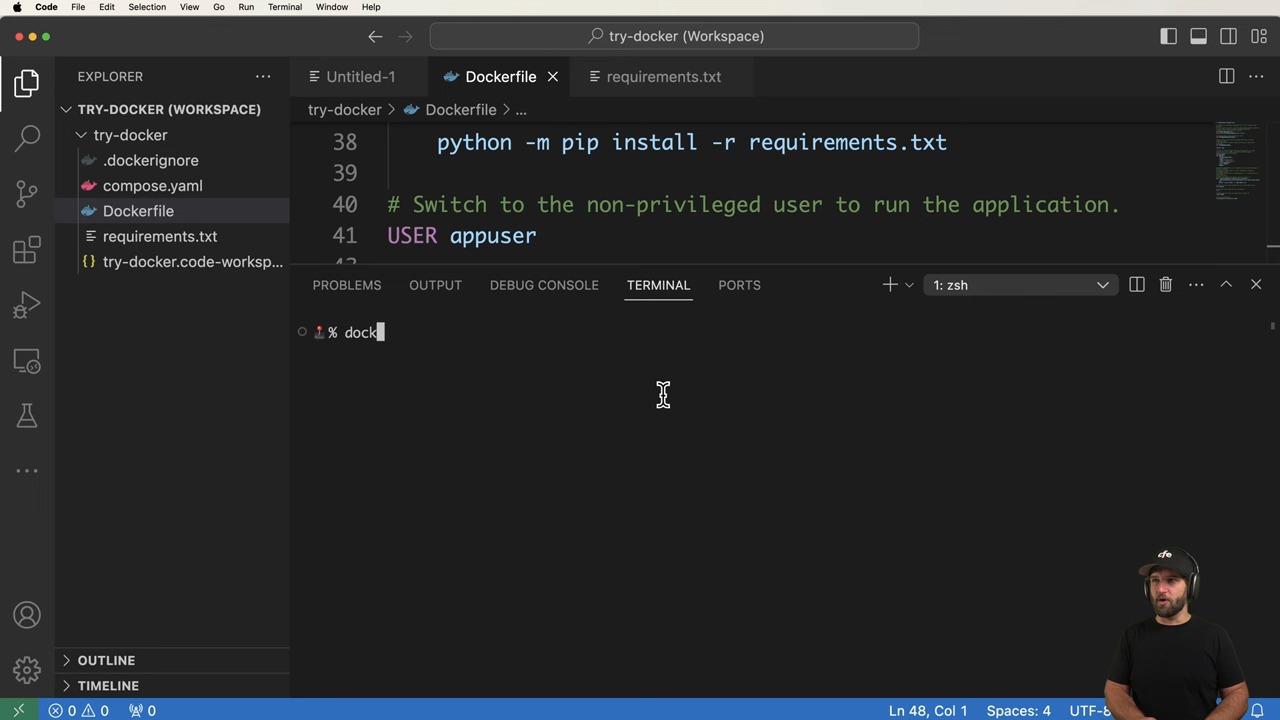 Code File Edit Selection View Go Run Terminal Window Help
try-docker (Workspace)
EXPLORER
Untitled-1
Dockerfile
requirements.txt
TRY-DOCKER (WORKSPACE)
try-docker
.dockerignore
compose.yaml
Dockerfile
requirements.txt
try-docker.code-worksp...
OUTLINE
TIMELINE
try-docker > Dockerfile > ...
38 python -m pip install -r requirements.txt
39
40 # Switch to the non-privileged user to run the application.
41 USER appuser
PROBLEMS OUTPUT DEBUG CONSOLE TERMINAL PORTS
1: zsh
% dock
cfe
0 0 0
Ln 48, Col 1 Spaces: 4 UTF-8